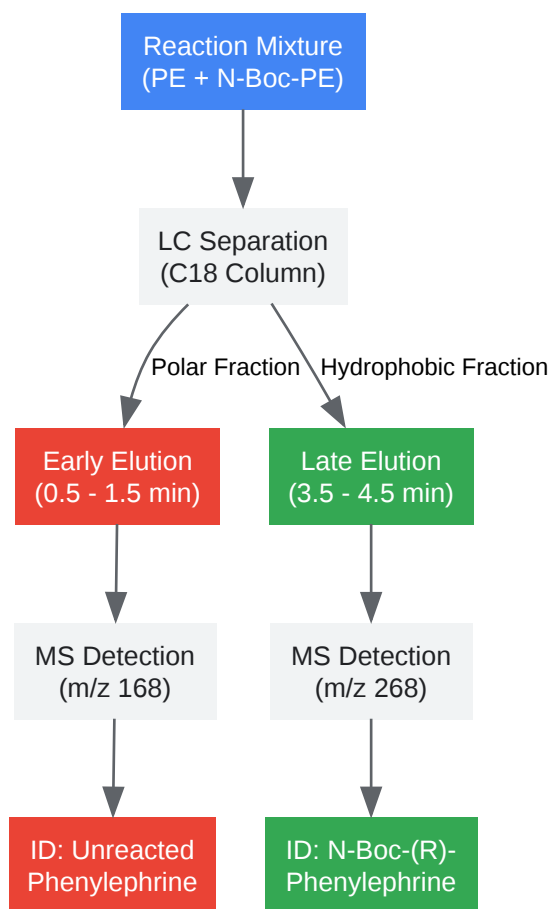 Reaction Mixture
(PE + N-Boc-PE)
LC Separation
(C18 Column)
Polar Fraction
Hydrophobic Fraction
Early Elution
(0.5 - 1.5 min)
Late Elution
(3.5 - 4.5 min)
MS Detection
(m/z 168)
MS Detection
(m/z 268)
ID: Unreacted
Phenylephrine
ID: N-Boc-(R)-
Phenylephrine